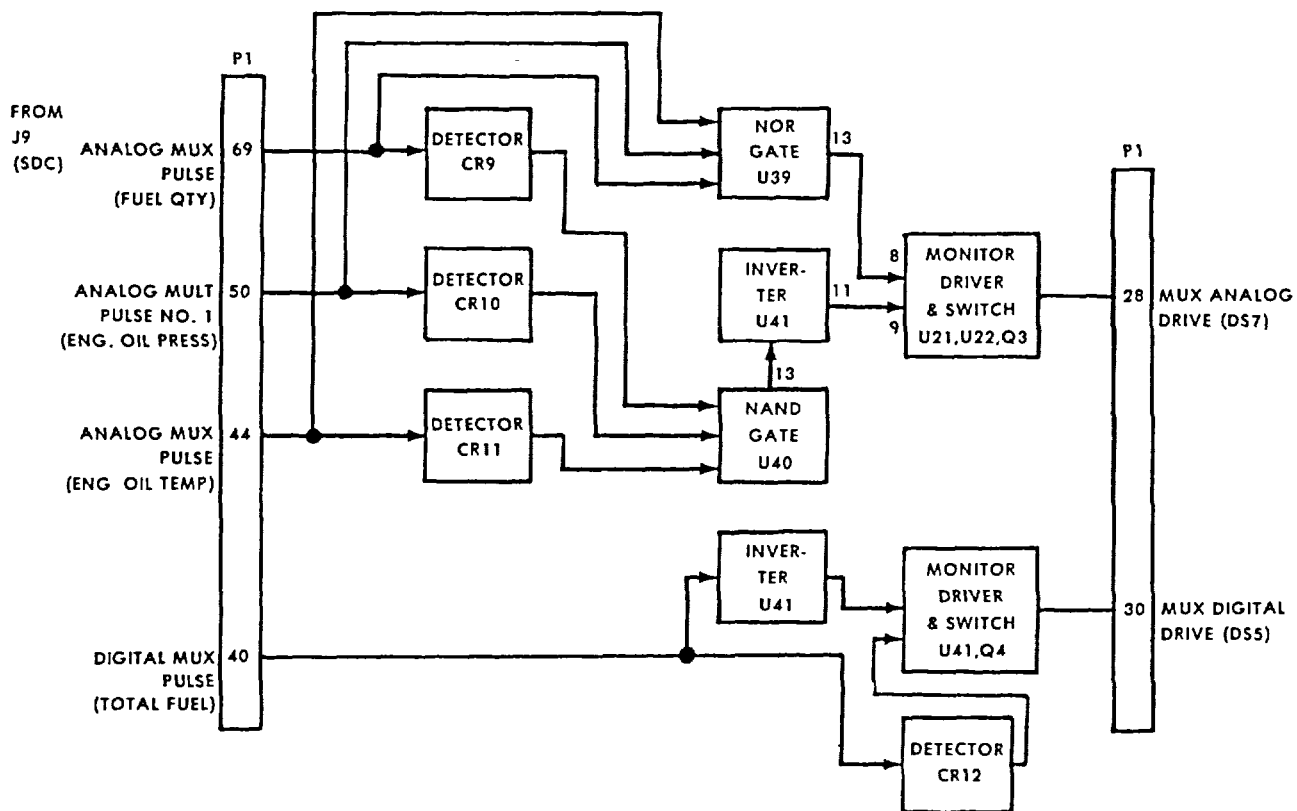 P1
FROM
J9
(SDC)
ANALOG MUX
PULSE
(FUEL QTY)
69
ANALOG MULT
PULSE NO. 1
(ENG. OIL PRESS)
50
ANALOG MUX
PULSE
(ENG OIL TEMP)
44
DIGITAL MUX
PULSE
(TOTAL FUEL)
40
DETECTOR
CR9
DETECTOR
CR10
DETECTOR
CR11
NOR
GATE
U39
13
INVER-
TER
U41
11
13
NAND
GATE
U40
8
9
MONITOR
DRIVER
& SWITCH
U21,U22,Q3
INVER-
TER
U41
MONITOR
DRIVER
& SWITCH
U41,Q4
DETECTOR
CR12
P1
28
MUX ANALOG
DRIVE (DS7)
30
MUX DIGITAL
DRIVE (DS5)